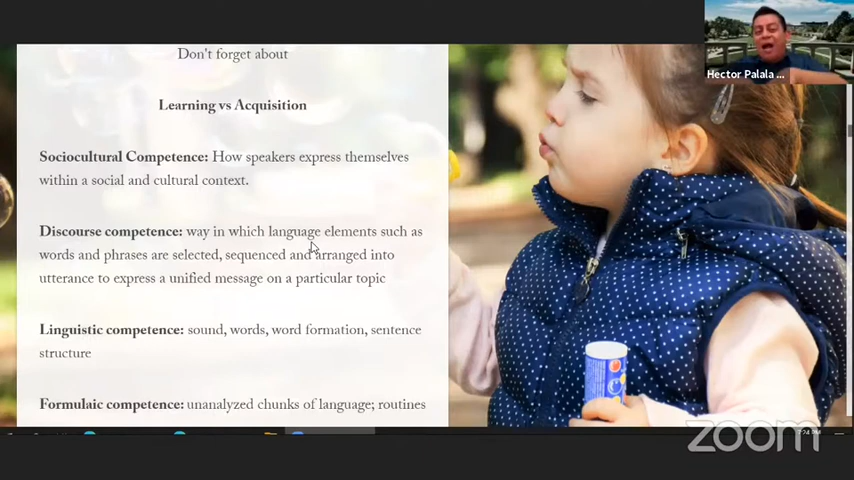 Don't forget about
Learning vs Acquisition
Sociocultural Competence: How speakers express themselves
within a social and cultural context.
Discourse competence: way in which language elements such as
words and phrases are selected, sequenced and arranged into
utterance to express a unified message on a particular topic
Linguistic competence: sound, words, word formation, sentence
structure
Formulaic competence: unanalyzed chunks of language; routines
Hector Palala ...
zoom